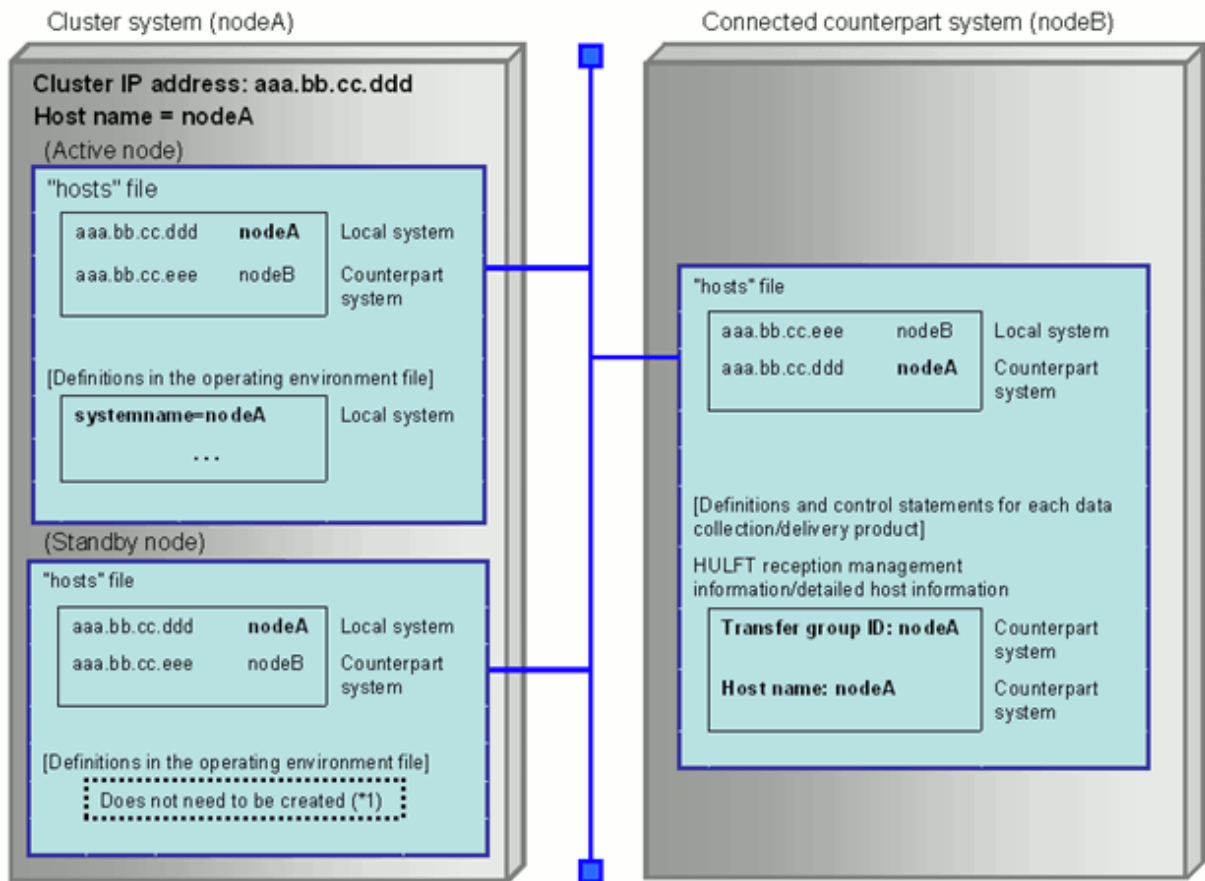 Cluster system (nodeA)
Cluster IP address: aaa.bb.cc.ddd
Host name = nodeA
(Active node)
"hosts" file
aaa.bb.cc.ddd nodeA Local system
aaa.bb.cc.eee nodeB Counterpart
system
[Definitions in the operating environment file]
systemname=nodeA Local system
...
(Standby node)
"hosts" file
aaa.bb.cc.ddd nodeA Local system
aaa.bb.cc.eee nodeB Counterpart
system
[Definitions in the operating environment file]
Does not need to be created (*1)
Connected counterpart system (nodeB)
"hosts" file
aaa.bb.cc.eee nodeB Local system
aaa.bb.cc.ddd nodeA Counterpart
system
[Definitions and control statements for each data
collection/delivery product]
HULFT reception management
information/detailed host information
Transfer group ID: nodeA Counterpart
system
Host name: nodeA Counterpart
system